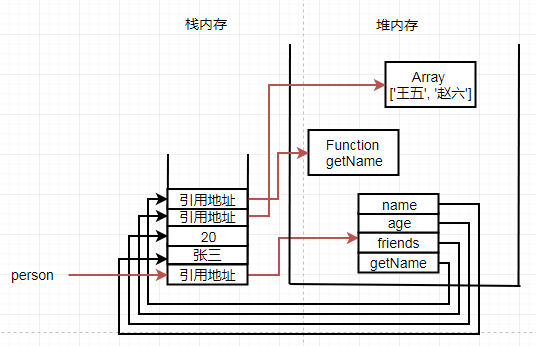 栈内存
堆内存
Array
['王五', '赵六']
Function
getName
引用地址
引用地址
20
张三
引用地址
name
age
friends
getName
person